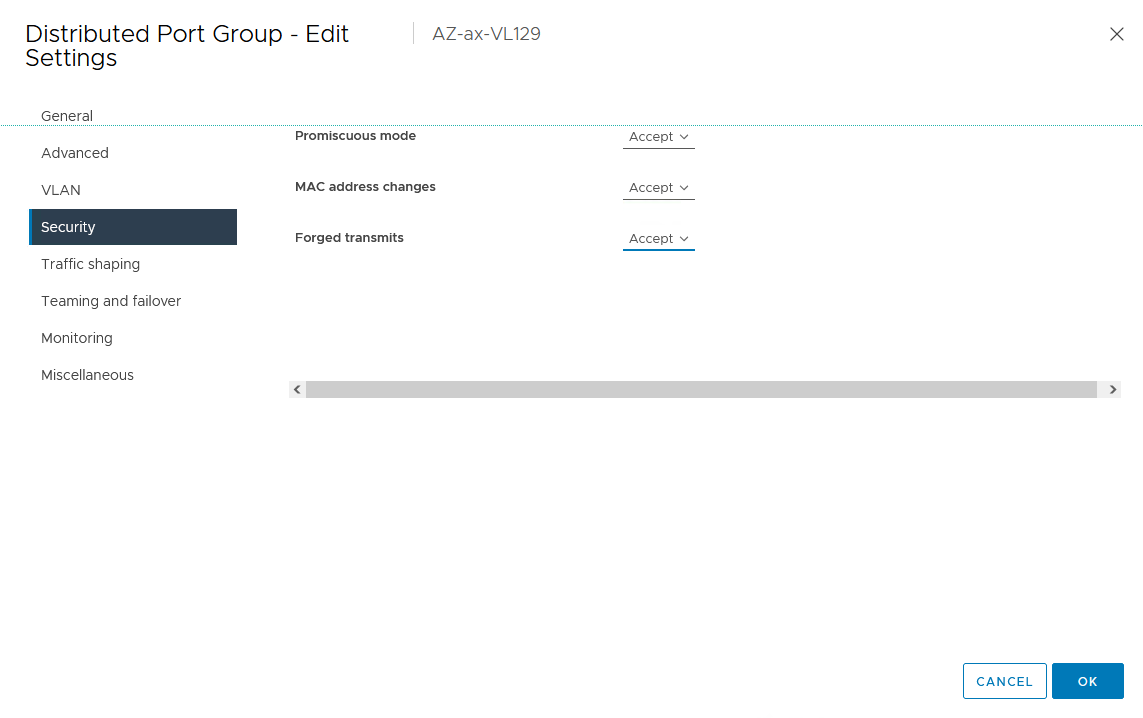 Distributed Port Group - Edit
Settings
AZ-ax-VL129
General
Advanced
VLAN
Security
Traffic shaping
Teaming and failover
Monitoring
Miscellaneous
Promiscuous mode Accept
MAC address changes Accept
Forged transmits Accept
CANCEL OK